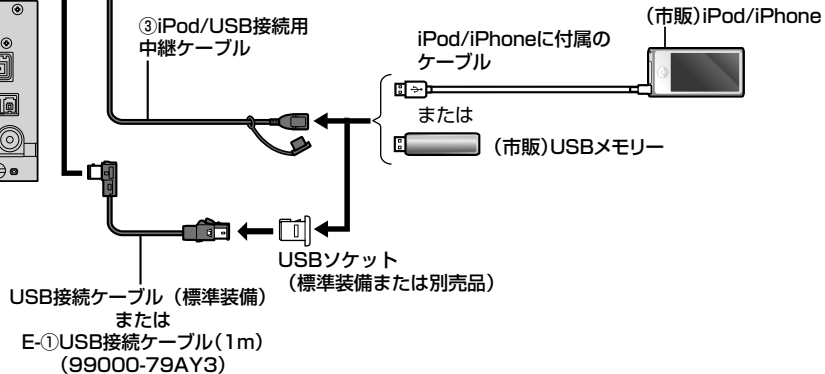 (市販)iPod/iPhone
③iPod/USB接続用
中継ケーブル
iPod/iPhoneに付属の
ケーブル
または
(市販)USBメモリー
USBソケット
(標準装備または別売品)
USB接続ケーブル(標準装備)
または
E-①USB接続ケーブル(1m)
(99000-79AY3)